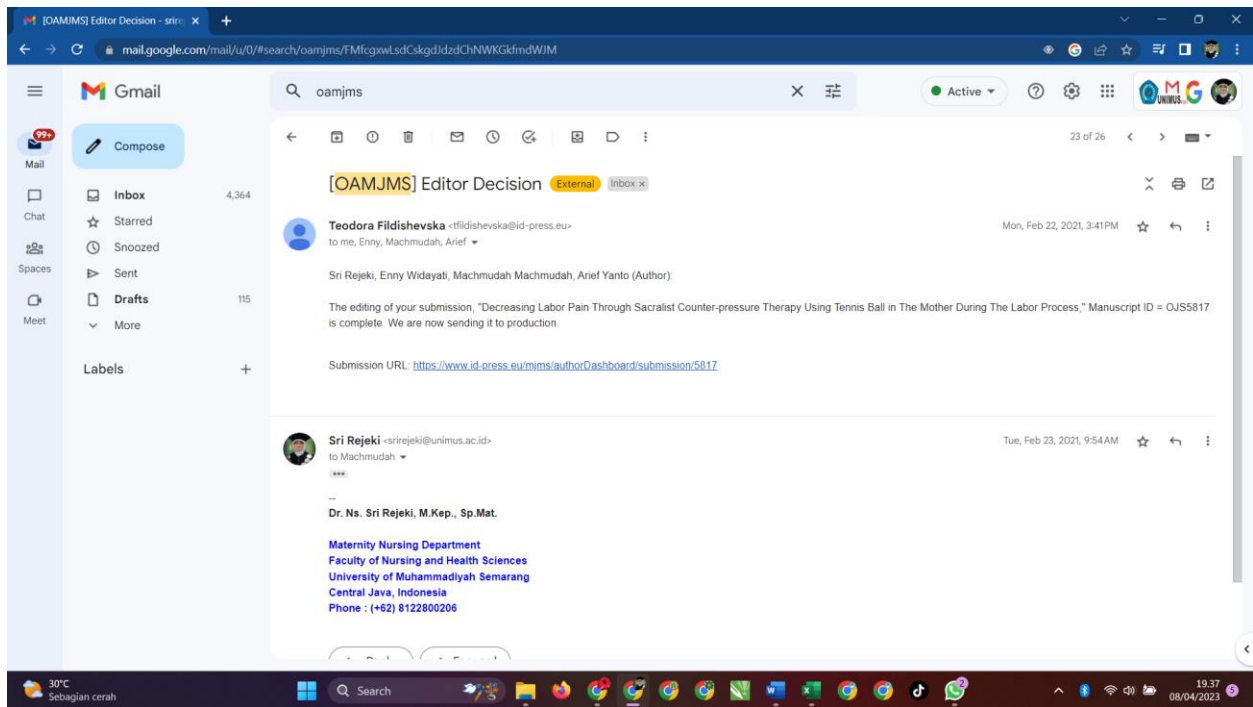 [OAMJMS] Editor Decision - srirej
mail.google.com/mail/u/0/#search/oamjms/FMfcgxwLsdCskgdJdzdChNWKGkfmdWJM
Gmail
oamjms
Active
UNIMUS
99+
Mail
Compose
23 of 26
Chat
Spaces
Meet
Inbox 4,364
Starred
Snoozed
Sent
Drafts 115
More
Labels
[OAMJMS] Editor Decision External Inbox x
Teodora Fildishevska <tfildishevska@id-press.eu>
Mon, Feb 22, 2021, 3:41 PM
to me, Enny, Machmudah, Arief
Sri Rejeki, Enny Widayati, Machmudah Machmudah, Arief Yanto (Author):
The editing of your submission, "Decreasing Labor Pain Through Sacralist Counter-pressure Therapy Using Tennis Ball in The Mother During The Labor Process," Manuscript ID = OJS5817
is complete. We are now sending it to production.
Submission URL: https://www.id-press.eu/mjms/authorDashboard/submission/5817
Sri Rejeki <srirejeki@unimus.ac.id>
Tue, Feb 23, 2021, 9:54 AM
to Machmudah
--
Dr. Ns. Sri Rejeki, M.Kep., Sp.Mat.
Maternity Nursing Department
Faculty of Nursing and Health Sciences
University of Muhammadiyah Semarang
Central Java, Indonesia
Phone : (+62) 8122800206
30°C
Sebagian cerah
Search
2
19.37
08/04/2023
5